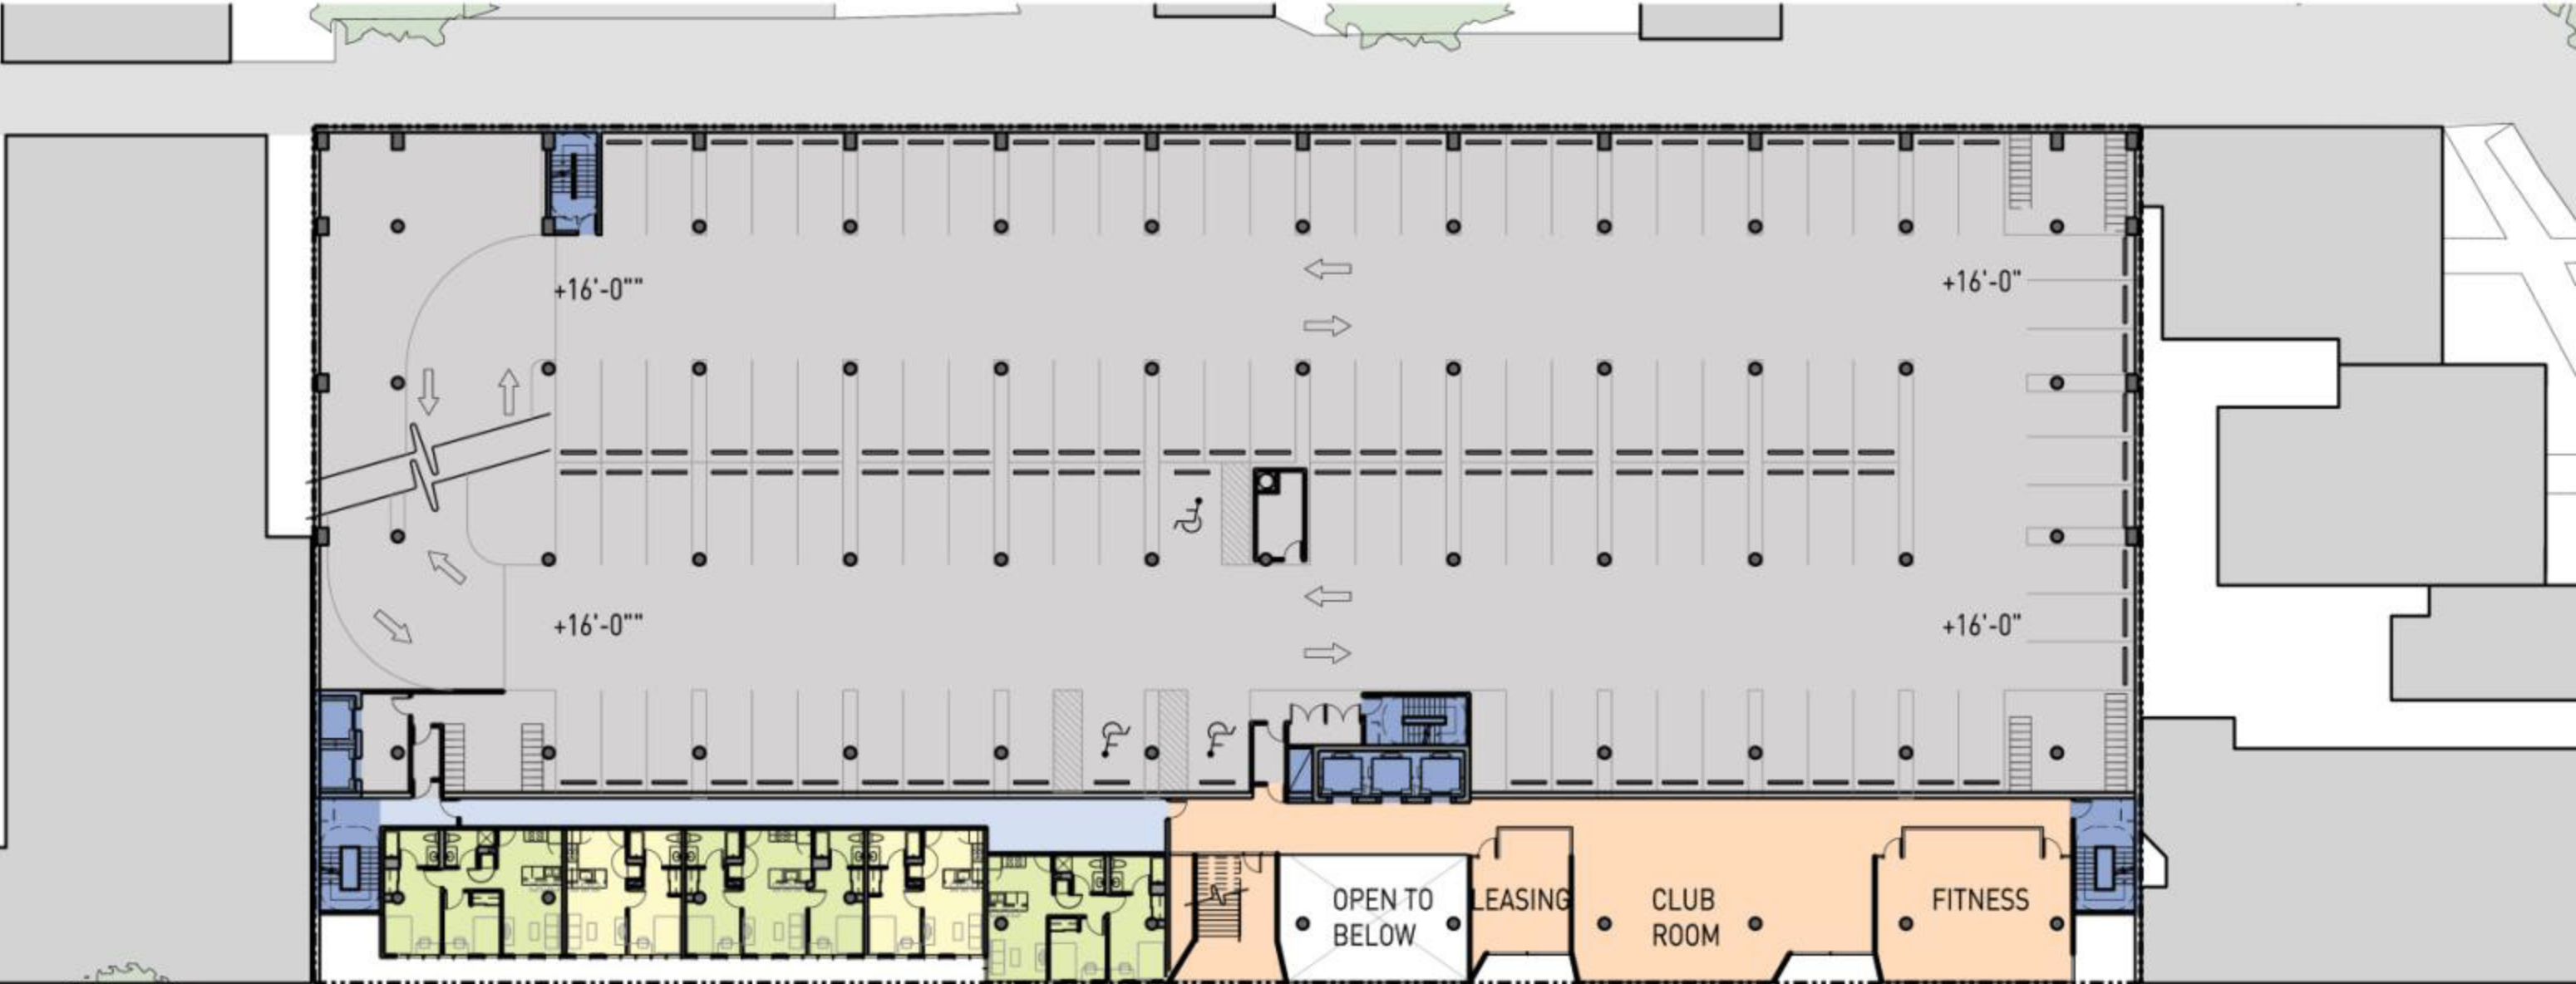 +16'-0""
+16'-0"
+16'-0""
+16'-0"
OPEN TO
BELOW
LEASING
CLUB
ROOM
FITNESS